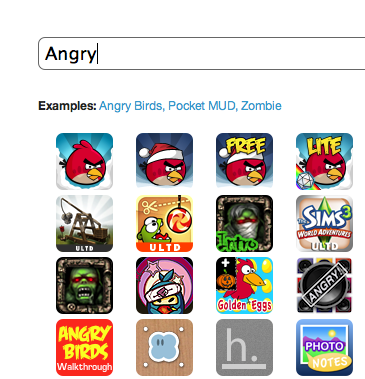 Angry
Examples: Angry Birds, Pocket MUD, Zombie
FREE
LITE
ULTD
ULTD
THE SIMS 3
WORLD ADVENTURES
ULTD
Golden Eggs
ANGRY!
ANGRY
BIRDS
Walkthrough
h.
PHOTO
NOTES